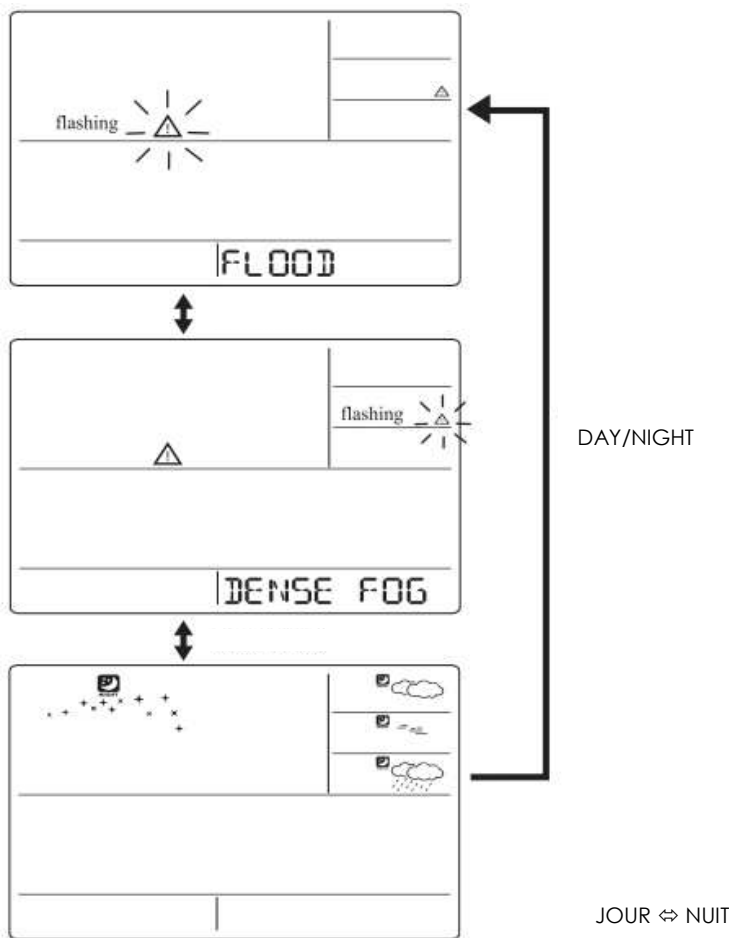 flashing
FLOOD
flashing
DAY/NIGHT
DENSE FOG
JOUR ⇔ NUIT